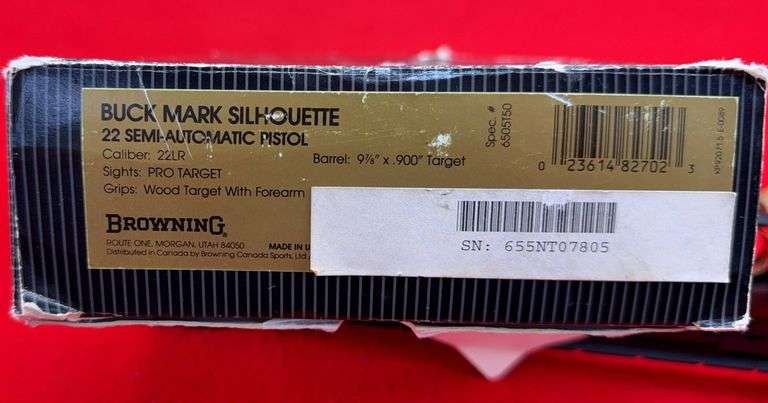 BUCK MARK SILHOUETTE
22 SEMI-AUTOMATIC PISTOL
Caliber: 22LR
Barrel: 9⅞" x .900" Target
Sights: PRO TARGET
Grips: Wood Target With Forearm
BROWNING®
ROUTE ONE, MORGAN, UTAH 84050
MADE IN U
Distributed in Canada by Browning Canada Sports, Ltd
Spec. #
6S05T50
0 23614 82702 3
SN: 655NT07805